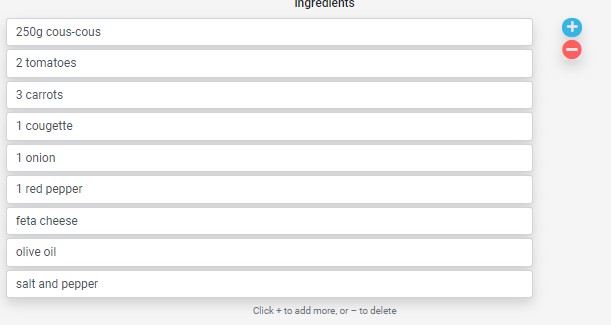 Ingredients
250g cous-cous
2 tomatoes
3 carrots
1 cougette
1 onion
1 red pepper
feta cheese
olive oil
salt and pepper
Click + to add more, or – to delete